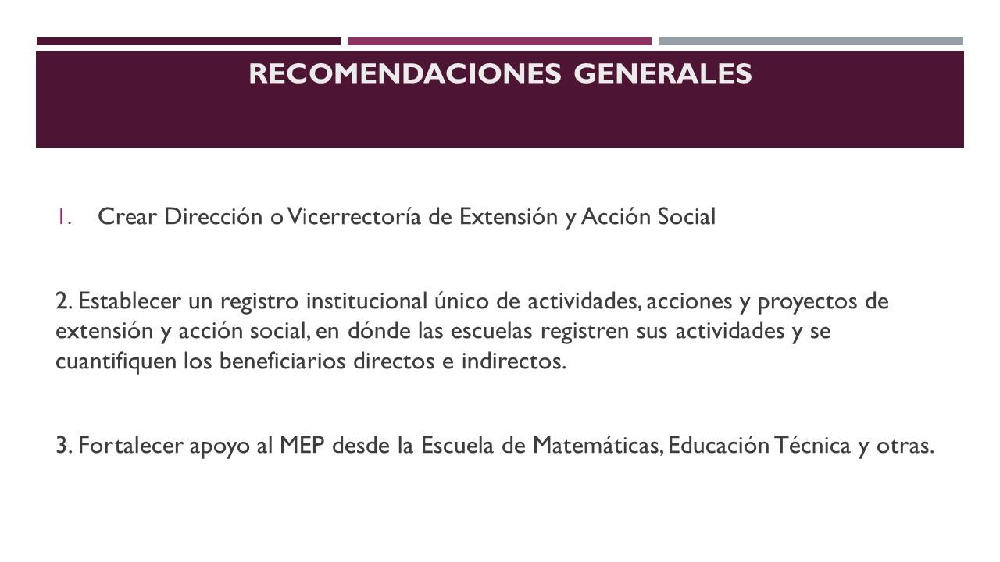 RECOMENDACIONES GENERALES
1. Crear Dirección o Vicerrectoría de Extensión y Acción Social
2. Establecer un registro institucional único de actividades, acciones y proyectos de
extensión y acción social, en dónde las escuelas registren sus actividades y se
cuantifiquen los beneficiarios directos e indirectos.
3. Fortalecer apoyo al MEP desde la Escuela de Matemáticas, Educación Técnica y otras.